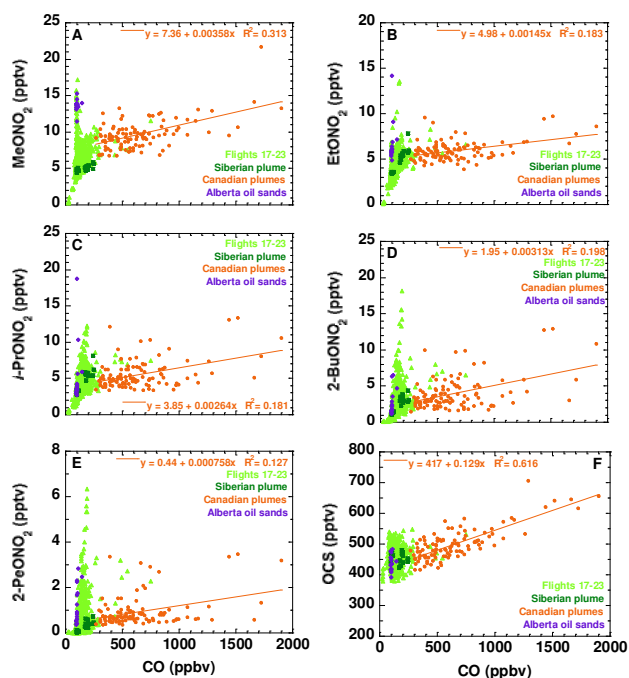 A
y = 7.36 + 0.00358x R² = 0.313
MeONO₂ (pptv)
25
20
15
10
5
0
Flights 17-23
Siberian plume
Canadian plumes
Alberta oil sands
B
y = 4.98 + 0.00145x R² = 0.183
EtONO₂ (pptv)
20
15
10
5
0
Flights 17-23
Siberian plume
Canadian plumes
Alberta oil sands
C
Flights 17-23
Siberian plume
Canadian plumes
Alberta oil sands
i-PrONO₂ (pptv)
25
20
15
10
5
0
y = 3.85 + 0.00264x R² = 0.181
D
y = 1.95 + 0.00313x R² = 0.198
Flights 17-23
Siberian plume
Canadian plumes
Alberta oil sands
2-BuONO₂ (pptv)
25
20
15
10
5
0
E
y = 0.44 + 0.000758x R² = 0.127
Flights 17-23
Siberian plume
Canadian plumes
Alberta oil sands
2-PeONO₂ (pptv)
8
6
4
2
0
0 500 1000 1500 2000
CO (ppbv)
y = 417 + 0.129x R² = 0.616
F
OCS (pptv)
800
700
600
500
400
300
200
Flights 17-23
Siberian plume
Canadian plumes
Alberta oil sands
0 500 1000 1500 2000
CO (ppbv)